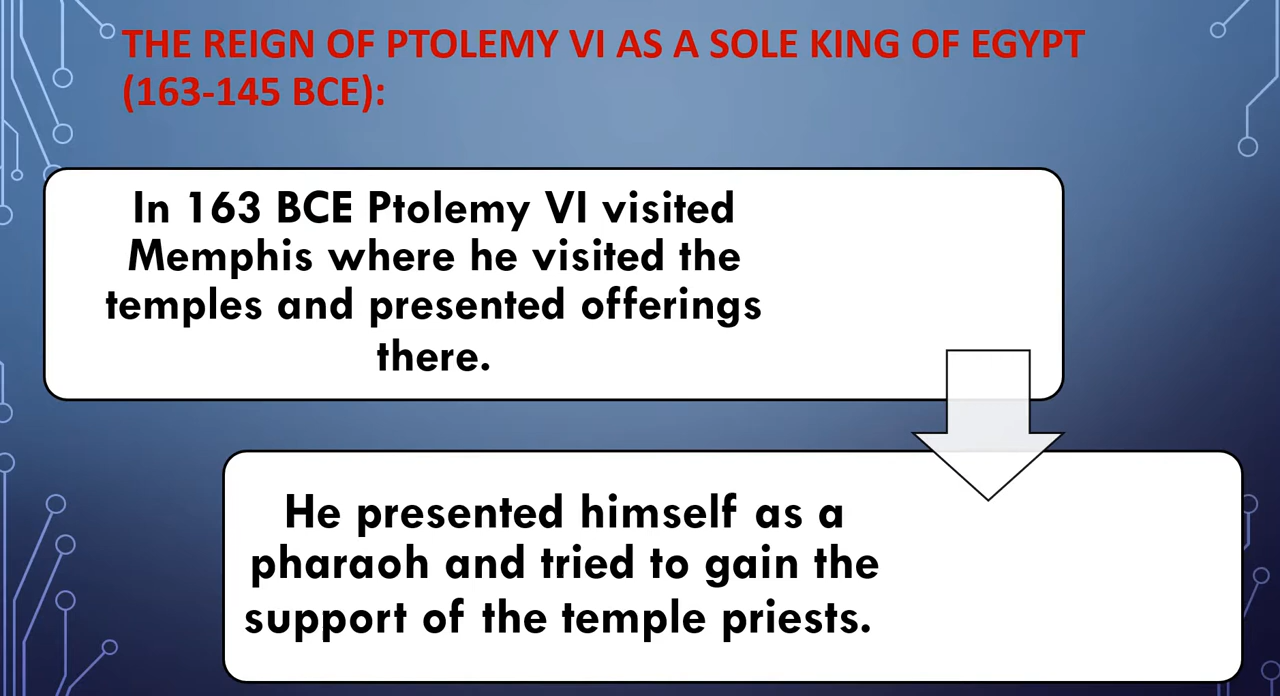 THE REIGN OF PTOLEMY VI AS A SOLE KING OF EGYPT
(163-145 BCE):
In 163 BCE Ptolemy VI visited
Memphis where he visited the
temples and presented offerings
there.
He presented himself as a
pharaoh and tried to gain the
support of the temple priests.